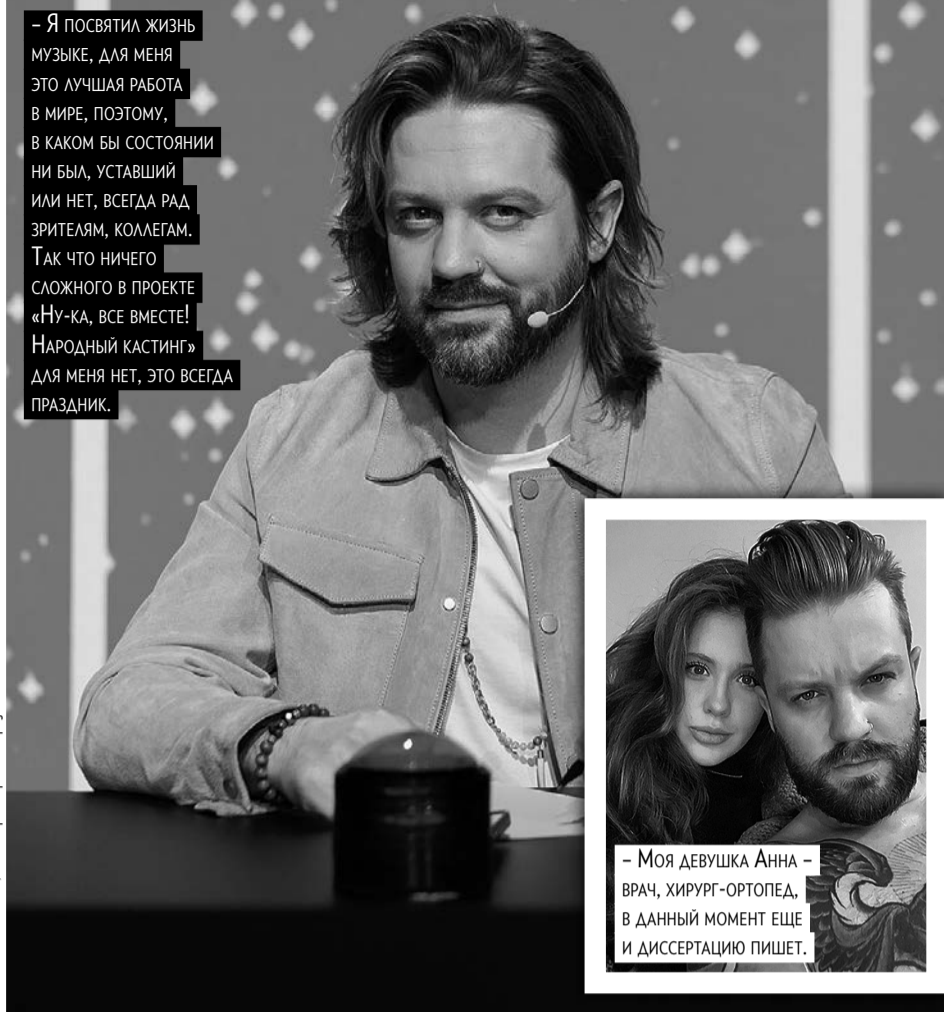 – Я ПОСВЯТИЛ ЖИЗНЬ
МУЗЫКЕ, ДЛЯ МЕНЯ
ЭТО ЛУЧШАЯ РАБОТА
В МИРЕ, ПОЭТОМУ,
В КАКОМ БЫ СОСТОЯНИИ
НИ БЫЛ, УСТАВШИЙ
ИЛИ НЕТ, ВСЕГДА РАД
ЗРИТЕЛЯМ, КОЛЛЕГАМ.
ТАК ЧТО НИЧЕГО
СЛОЖНОГО В ПРОЕКТЕ
«НУ-КА, ВСЕ ВМЕСТЕ!
НАРОДНЫЙ КАСТИНГ»
ДЛЯ МЕНЯ НЕТ, ЭТО ВСЕГДА
ПРАЗДНИК.
– МОЯ ДЕВУШКА АННА –
ВРАЧ, ХИРУРГ-ОРТОПЕД,
В ДАННЫЙ МОМЕНТ ЕЩЕ
И ДИССЕРТАЦИЮ ПИШЕТ.